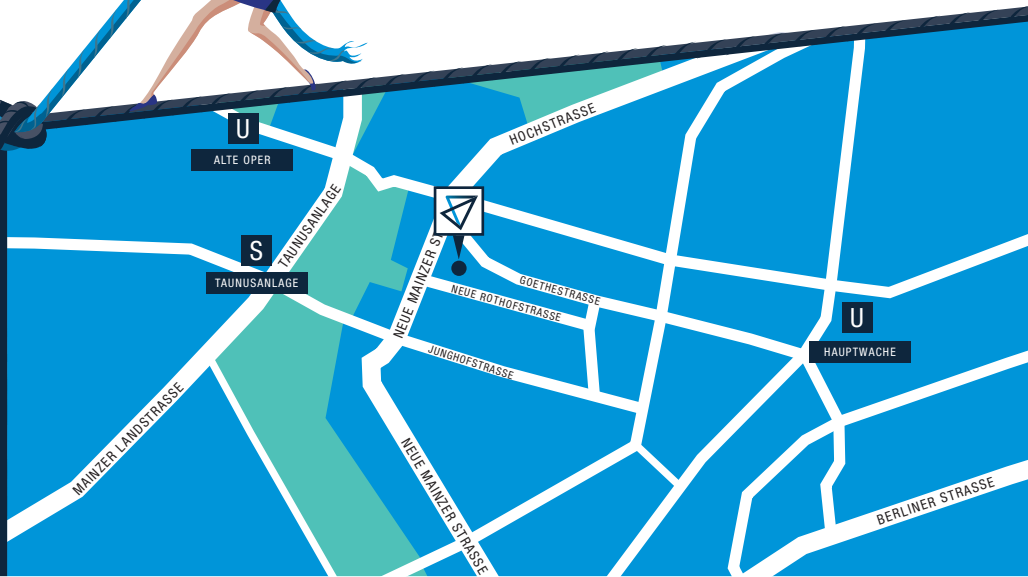 HOCHSTRASSE
U
ALTE OPER
TAUNUSANLAGE
S
TAUNUSANLAGE
NEUE MAINZER S
GOETHESTRASSE
NEUE ROTHOFSTRASSE
U
HAUPTWACHE
JUNGHOFSTRASSE
MAINZER LANDSTRASSE
NEUE MAINZER STRASSE
BERLINER STRASSE